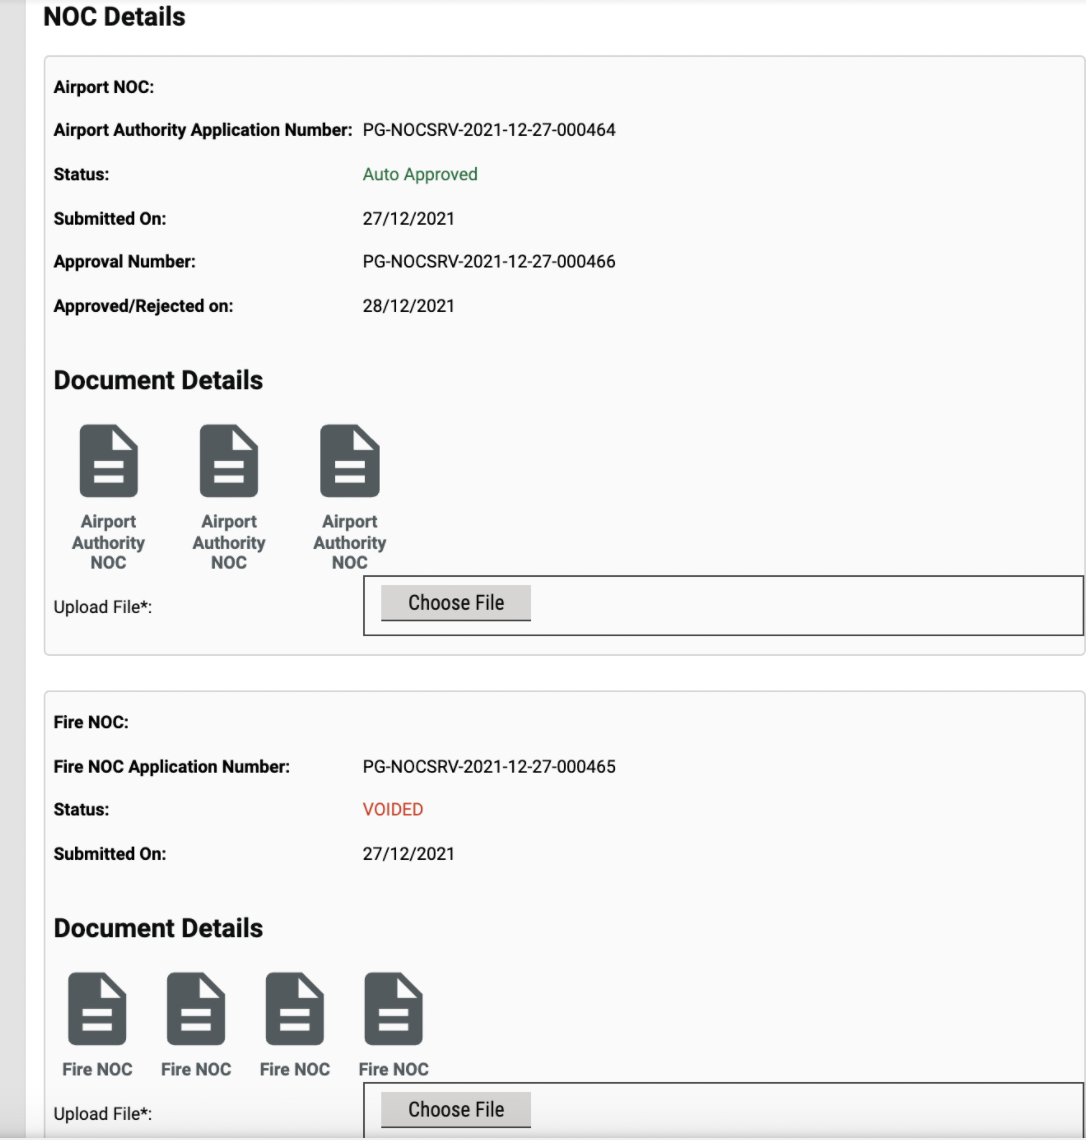 NOC Details
Airport NOC:
Airport Authority Application Number: PG-NOCSRV-2021-12-27-000464
Status: Auto Approved
Submitted On: 27/12/2021
Approval Number: PG-NOCSRV-2021-12-27-000466
Approved/Rejected on: 28/12/2021
Document Details
Airport Authority NOC
Airport Authority NOC
Airport Authority NOC
Upload File*: Choose File
Fire NOC:
Fire NOC Application Number: PG-NOCSRV-2021-12-27-000465
Status: VOIDED
Submitted On: 27/12/2021
Document Details
Fire NOC Fire NOC Fire NOC Fire NOC
Upload File*: Choose File